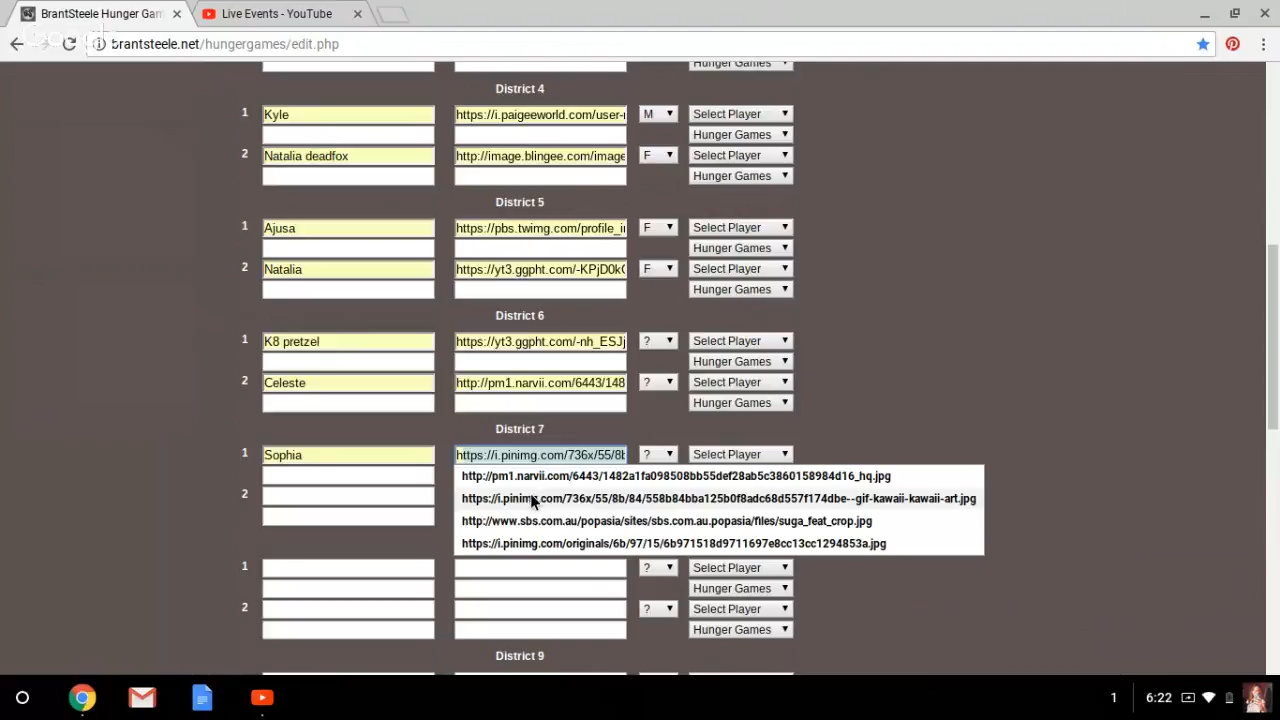 BrantSteele Hunger Gam
Live Events - YouTube
brantsteele.net/hungergames/edit.php
Hunger Games
District 4
1 Kyle https://i.paigeeworld.com/user- M Select Player
Hunger Games
2 Natalia deadfox http://image.blingee.com/image F Select Player
Hunger Games
District 5
1 Ajusa https://pbs.twimg.com/profile_i F Select Player
Hunger Games
2 Natalia https://yt3.ggpht.com/-KPjD0k F Select Player
Hunger Games
District 6
1 K8 pretzel https://yt3.ggpht.com/-nh_ESJj ? Select Player
Hunger Games
2 Celeste http://pm1.narvii.com/6443/148 ? Select Player
Hunger Games
District 7
1 Sophia https://i.pinimg.com/736x/55/8b ? Select Player
http://pm1.narvii.com/6443/1482a1fa098508bb55def28ab5c3860158984d16_hq.jpg
2 https://i.pinimg.com/736x/55/8b/84/558b84bba125b0f8adc68d557f174dbe--gif-kawaii-kawaii-art.jpg
http://www.sbs.com.au/popasia/sites/sbs.com.au.popasia/files/suga_feat_crop.jpg
https://i.pinimg.com/originals/6b/97/15/6b971518d9711697e8cc13cc1294853a.jpg
1 ? Select Player
Hunger Games
2 ? Select Player
Hunger Games
District 9
1 6:22